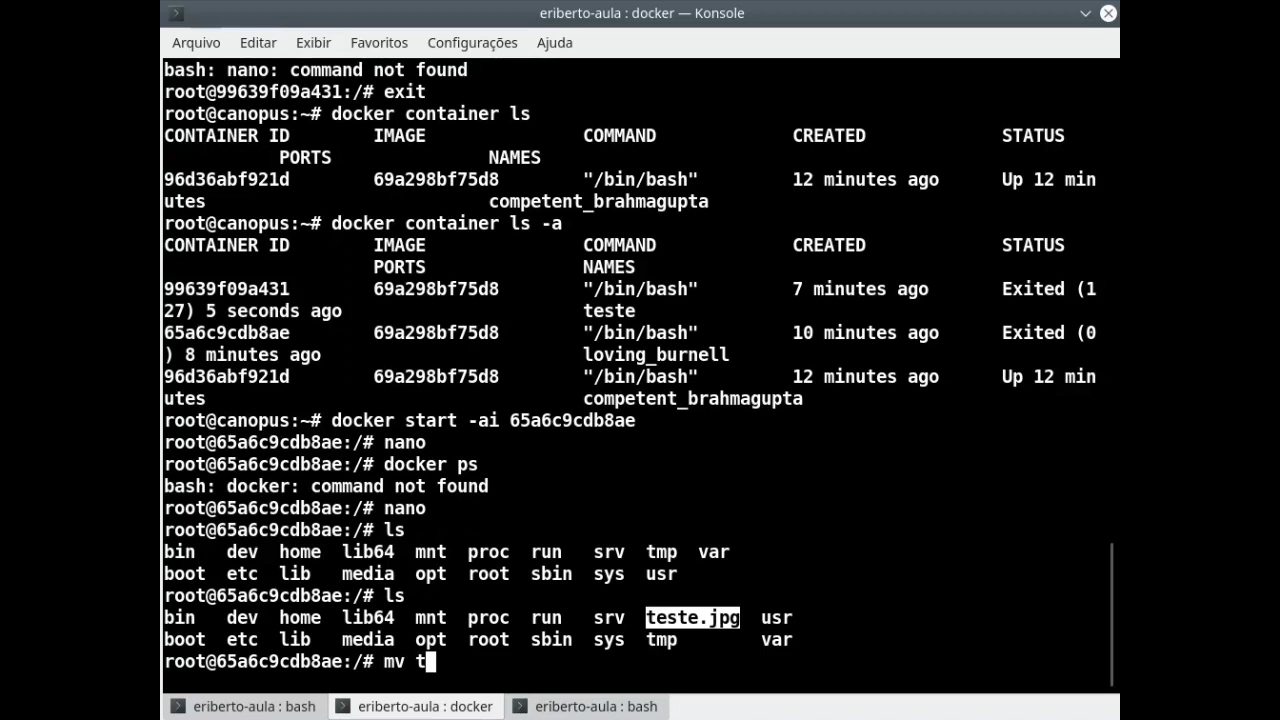 eriberto-aula : docker — Konsole
Arquivo Editar Exibir Favoritos Configurações Ajuda
bash: nano: command not found
root@99639f09a431:/# exit
root@canopus:~# docker container ls
CONTAINER ID IMAGE COMMAND CREATED STATUS
PORTS NAMES
96d36abf921d 69a298bf75d8 "/bin/bash" 12 minutes ago Up 12 min
utes competent_brahmagupta
root@canopus:~# docker container ls -a
CONTAINER ID IMAGE COMMAND CREATED STATUS
PORTS NAMES
99639f09a431 69a298bf75d8 "/bin/bash" 7 minutes ago Exited (1
27) 5 seconds ago teste
65a6c9cdb8ae 69a298bf75d8 "/bin/bash" 10 minutes ago Exited (0
) 8 minutes ago loving_burnell
96d36abf921d 69a298bf75d8 "/bin/bash" 12 minutes ago Up 12 min
utes competent_brahmagupta
root@canopus:~# docker start -ai 65a6c9cdb8ae
root@65a6c9cdb8ae:/# nano
root@65a6c9cdb8ae:/# docker ps
bash: docker: command not found
root@65a6c9cdb8ae:/# nano
root@65a6c9cdb8ae:/# ls
bin dev home lib64 mnt proc run srv tmp var
boot etc lib media opt root sbin sys usr
root@65a6c9cdb8ae:/# ls
bin dev home lib64 mnt proc run srv teste.jpg usr
boot etc lib media opt root sbin sys tmp var
root@65a6c9cdb8ae:/# mv t
eriberto-aula : bash eriberto-aula : docker eriberto-aula : bash